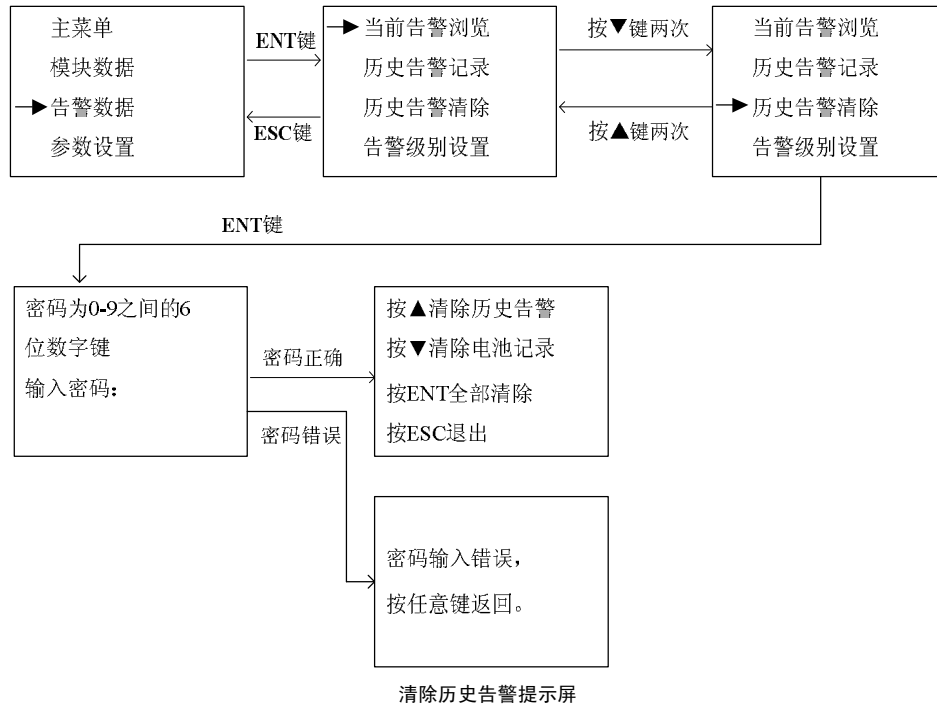 主菜单
模块数据
告警数据
参数设置
ENT键
ESC键
当前告警浏览
历史告警记录
历史告警清除
告警级别设置
按▼键两次
按▲键两次
当前告警浏览
历史告警记录
历史告警清除
告警级别设置
ENT键
密码为0-9之间的6
位数字键
输入密码：
密码正确
密码错误
按▲清除历史告警
按▼清除电池记录
按ENT全部清除
按ESC退出
密码输入错误，
按任意键返回。
清除历史告警提示屏